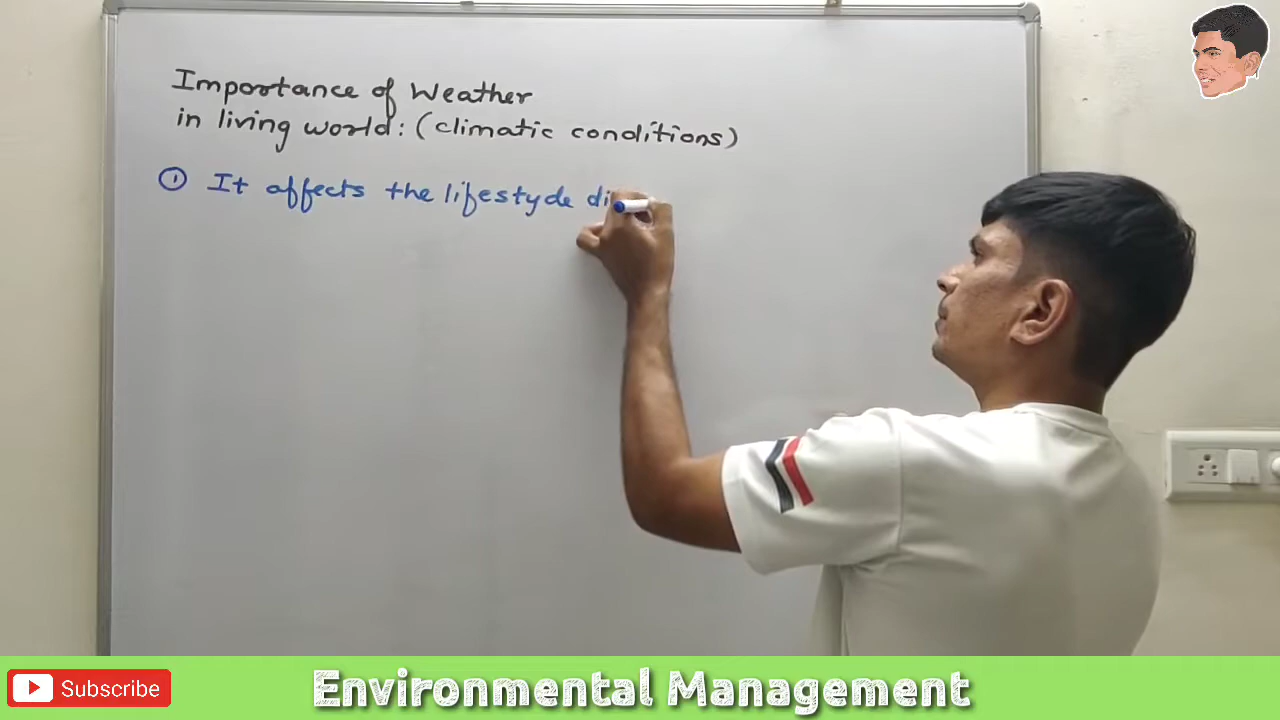 Importance of Weather
in living world: (climatic conditions)
① It affects the lifestyde di
Subscribe
Environmental Management